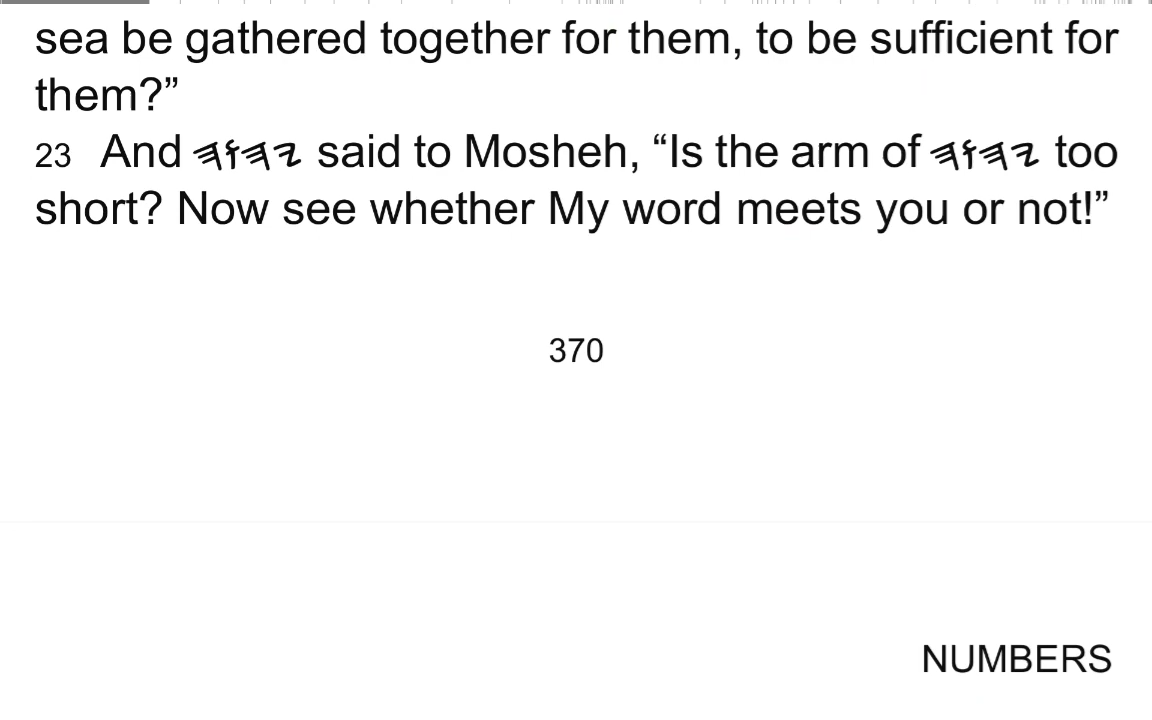 sea be gathered together for them, to be sufficient for
them?”
23 And 𐤉𐤄𐤅𐤄 said to Mosheh, “Is the arm of 𐤉𐤄𐤅𐤄 too
short? Now see whether My word meets you or not!”
370
NUMBERS